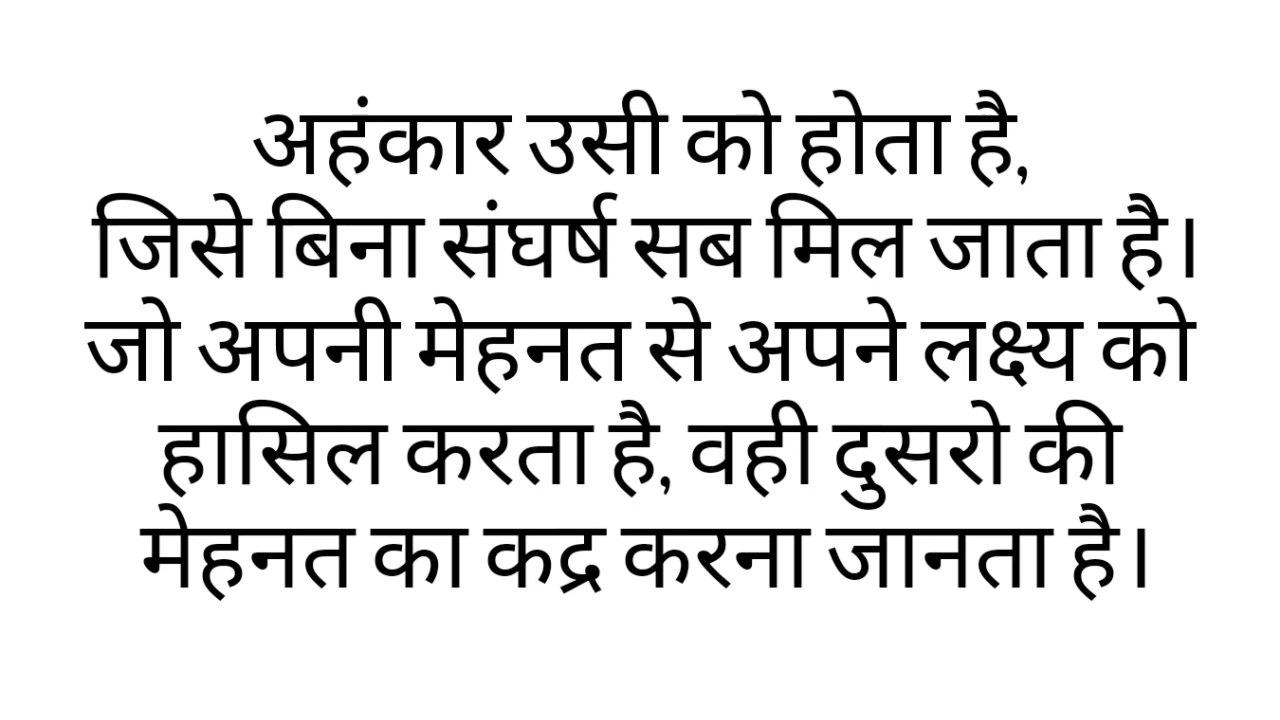 अहंकार उसी को होता है,
जिसे बिना संघर्ष सब मिल जाता है।
जो अपनी मेहनत से अपने लक्ष्य को
हासिल करता है, वही दुसरो की
मेहनत का कद्र करना जानता है।